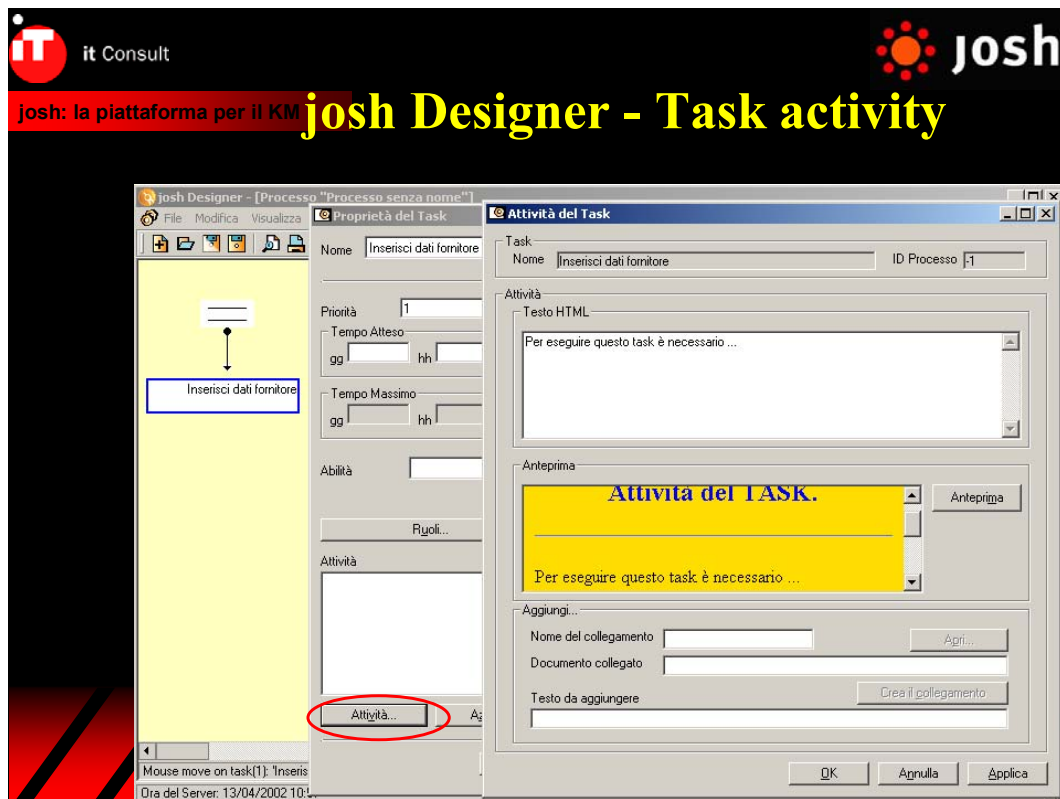 iT
it Consult
josh
josh: la piattaforma per il KM
josh Designer - Task activity
josh Designer - [Processo "Processo senza nome"]
File Modifica Visualizza
Inserisci dati fornitore
Mouse move on task(1): 'Inseris
Ora del Server: 13/04/2002 10:
Proprietà del Task
Nome Inserisci dati fornitore
Priorità 1
Tempo Atteso
gg hh
Tempo Massimo
gg hh
Abilità
Ruoli...
Attività
Attività...
Attività del Task
Task
Nome Inserisci dati fornitore ID Processo -1
Attività
Testo HTML
Per eseguire questo task è necessario ...
Anteprima
Attività del TASK.
Anteprima
Per eseguire questo task è necessario ...
Aggiungi...
Nome del collegamento Apri...
Documento collegato
Testo da aggiungere Crea il collegamento
OK Annulla Applica